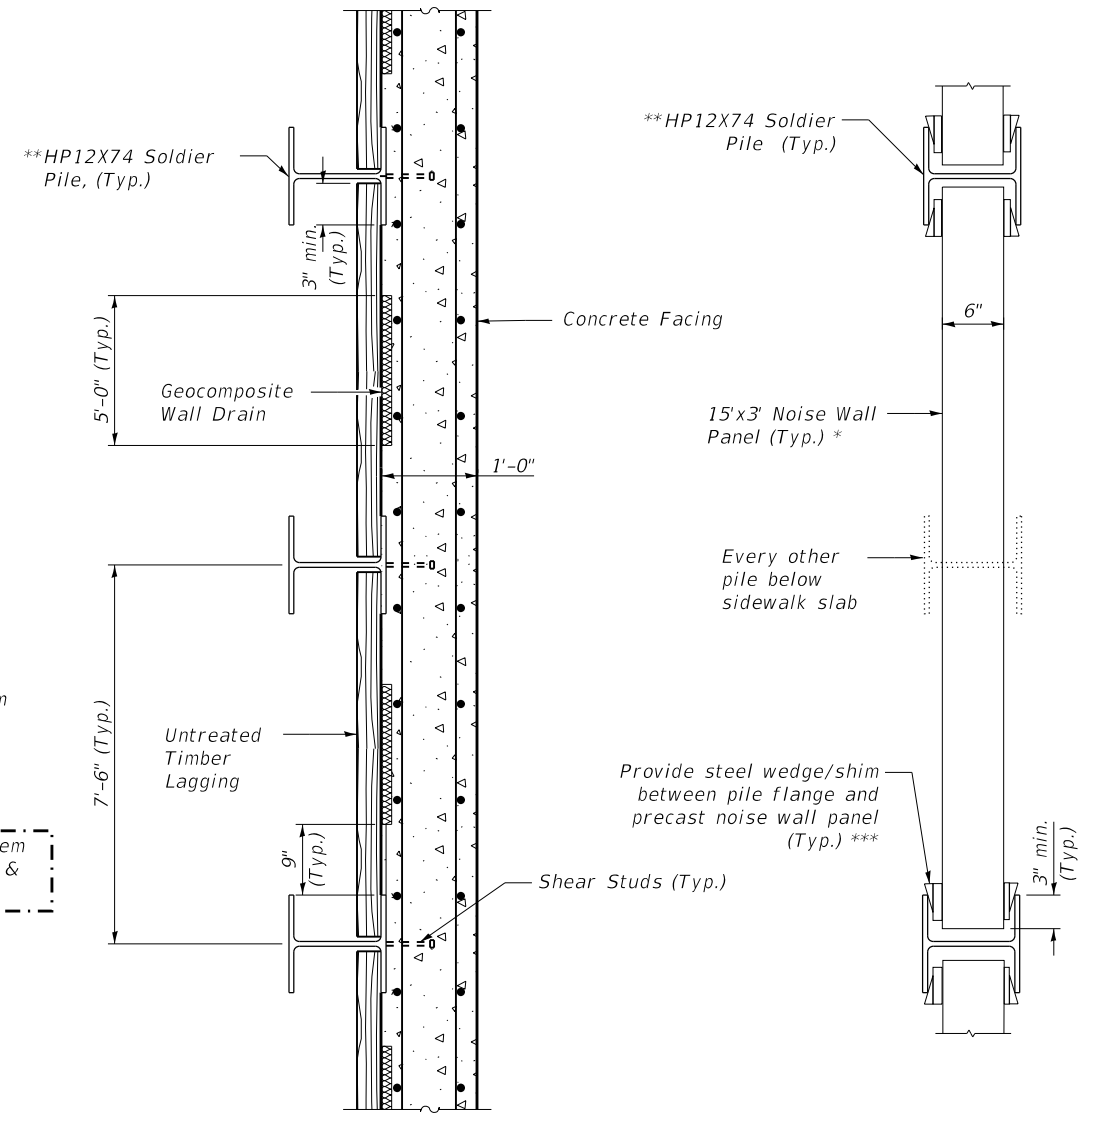 **HP12X74 Soldier
Pile, (Typ.)
3" min.
(Typ.)
5'-0" (Typ.)
Geocomposite
Wall Drain
Concrete Facing
1'-0"
7'-6" (Typ.)
Untreated
Timber
Lagging
9"
(Typ.)
Shear Studs (Typ.)
m
em
&
**HP12X74 Soldier
Pile (Typ.)
6"
15'x3' Noise Wall
Panel (Typ.) *
Every other
pile below
sidewalk slab
Provide steel wedge/shim
between pile flange and
precast noise wall panel
(Typ.) ***
3" min.
(Typ.)